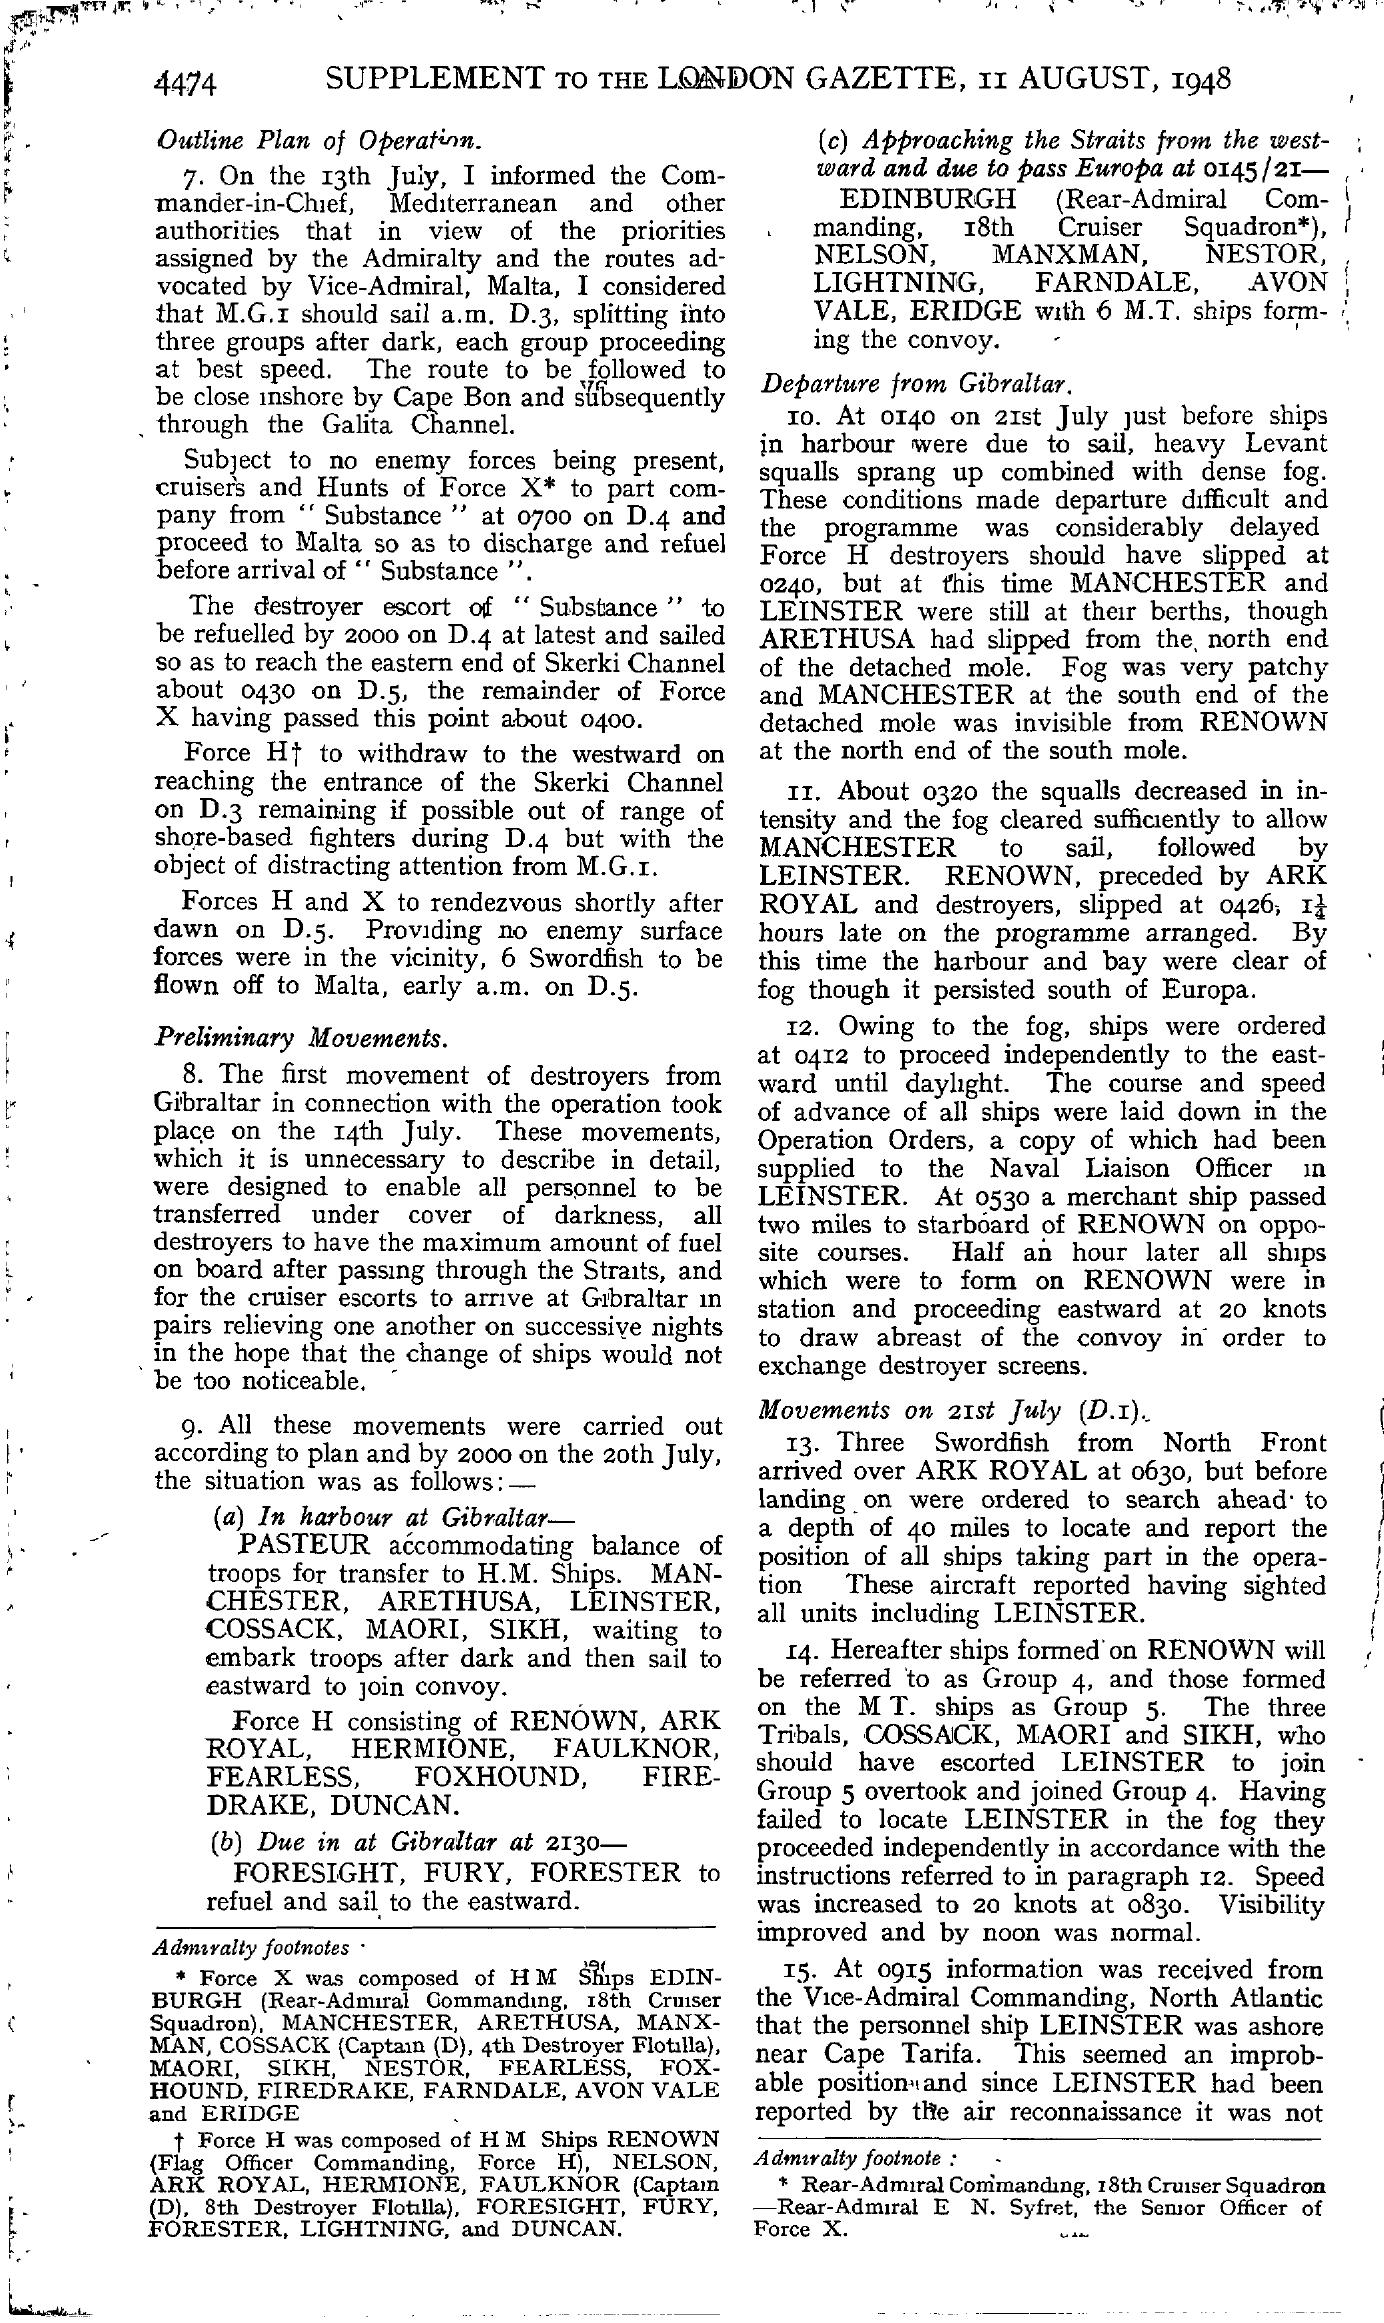 4474 SUPPLEMENT TO THE LONDON GAZETTE, 11 AUGUST, 1948
Outline Plan of Operation.
7. On the 13th July, I informed the Com-
mander-in-Chief, Mediterranean and other
authorities that in view of the priorities
assigned by the Admiralty and the routes ad-
vocated by Vice-Admiral, Malta, I considered
that M.G.1 should sail a.m. D.3, splitting into
three groups after dark, each group proceeding
at best speed. The route to be followed to
be close inshore by Cape Bon and subsequently
through the Galita Channel.
Subject to no enemy forces being present,
cruisers and Hunts of Force X* to part com-
pany from " Substance " at 0700 on D.4 and
proceed to Malta so as to discharge and refuel
before arrival of " Substance ".
The destroyer escort of " Substance " to
be refuelled by 2000 on D.4 at latest and sailed
so as to reach the eastern end of Skerki Channel
about 0430 on D.5, the remainder of Force
X having passed this point about 0400.
Force H† to withdraw to the westward on
reaching the entrance of the Skerki Channel
on D.3 remaining if possible out of range of
shore-based fighters during D.4 but with the
object of distracting attention from M.G.1.
Forces H and X to rendezvous shortly after
dawn on D.5. Providing no enemy surface
forces were in the vicinity, 6 Swordfish to be
flown off to Malta, early a.m. on D.5.
Preliminary Movements.
8. The first movement of destroyers from
Gibraltar in connection with the operation took
place on the 14th July. These movements,
which it is unnecessary to describe in detail,
were designed to enable all personnel to be
transferred under cover of darkness, all
destroyers to have the maximum amount of fuel
on board after passing through the Straits, and
for the cruiser escorts to arrive at Gibraltar in
pairs relieving one another on successive nights
in the hope that the change of ships would not
be too noticeable.
9. All these movements were carried out
according to plan and by 2000 on the 20th July,
the situation was as follows:—
(a) In harbour at Gibraltar—
PASTEUR accommodating balance of
troops for transfer to H.M. Ships. MAN-
CHESTER, ARETHUSA, LEINSTER,
COSSACK, MAORI, SIKH, waiting to
embark troops after dark and then sail to
eastward to join convoy.
Force H consisting of RENOWN, ARK
ROYAL, HERMIONE, FAULKNOR,
FEARLESS, FOXHOUND, FIRE-
DRAKE, DUNCAN.
(b) Due in at Gibraltar at 2130—
FORESIGHT, FURY, FORESTER to
refuel and sail to the eastward.
Admiralty footnotes
* Force X was composed of H M Ships EDIN-
BURGH (Rear-Admiral Commanding, 18th Cruiser
Squadron), MANCHESTER, ARETHUSA, MANX-
MAN, COSSACK (Captain (D), 4th Destroyer Flotilla),
MAORI, SIKH, NESTOR, FEARLESS, FOX-
HOUND, FIREDRAKE, FARNDALE, AVON VALE
and ERIDGE
† Force H was composed of H M Ships RENOWN
(Flag Officer Commanding, Force H), NELSON,
ARK ROYAL, HERMIONE, FAULKNOR (Captain
(D), 8th Destroyer Flotilla), FORESIGHT, FURY,
FORESTER, LIGHTNING, and DUNCAN.
(c) Approaching the Straits from the west-
ward and due to pass Europa at 0145/21—
EDINBURGH (Rear-Admiral Com-
manding, 18th Cruiser Squadron*),
NELSON, MANXMAN, NESTOR,
LIGHTNING, FARNDALE, AVON
VALE, ERIDGE with 6 M.T. ships form-
ing the convoy.
Departure from Gibraltar.
10. At 0140 on 21st July just before ships
in harbour were due to sail, heavy Levant
squalls sprang up combined with dense fog.
These conditions made departure difficult and
the programme was considerably delayed
Force H destroyers should have slipped at
0240, but at this time MANCHESTER and
LEINSTER were still at their berths, though
ARETHUSA had slipped from the north end
of the detached mole. Fog was very patchy
and MANCHESTER at the south end of the
detached mole was invisible from RENOWN
at the north end of the south mole.
11. About 0320 the squalls decreased in in-
tensity and the fog cleared sufficiently to allow
MANCHESTER to sail, followed by
LEINSTER. RENOWN, preceded by ARK
ROYAL and destroyers, slipped at 0426, 1¼
hours late on the programme arranged. By
this time the harbour and bay were clear of
fog though it persisted south of Europa.
12. Owing to the fog, ships were ordered
at 0412 to proceed independently to the east-
ward until daylight. The course and speed
of advance of all ships were laid down in the
Operation Orders, a copy of which had been
supplied to the Naval Liaison Officer in
LEINSTER. At 0530 a merchant ship passed
two miles to starboard of RENOWN on oppo-
site courses. Half an hour later all ships
which were to form on RENOWN were in
station and proceeding eastward at 20 knots
to draw abreast of the convoy in order to
exchange destroyer screens.
Movements on 21st July (D.1).
13. Three Swordfish from North Front
arrived over ARK ROYAL at 0630, but before
landing on were ordered to search ahead to
a depth of 40 miles to locate and report the
position of all ships taking part in the opera-
tion These aircraft reported having sighted
all units including LEINSTER.
14. Hereafter ships formed on RENOWN will
be referred to as Group 4, and those formed
on the M T. ships as Group 5. The three
Tribals, COSSACK, MAORI and SIKH, who
should have escorted LEINSTER to join
Group 5 overtook and joined Group 4. Having
failed to locate LEINSTER in the fog they
proceeded independently in accordance with the
instructions referred to in paragraph 12. Speed
was increased to 20 knots at 0830. Visibility
improved and by noon was normal.
15. At 0915 information was received from
the Vice-Admiral Commanding, North Atlantic
that the personnel ship LEINSTER was ashore
near Cape Tarifa. This seemed an improb-
able position and since LEINSTER had been
reported by the air reconnaissance it was not
Admiralty footnote :
* Rear-Admiral Commanding, 18th Cruiser Squadron
—Rear-Admiral E N. Syfret, the Senior Officer of
Force X.